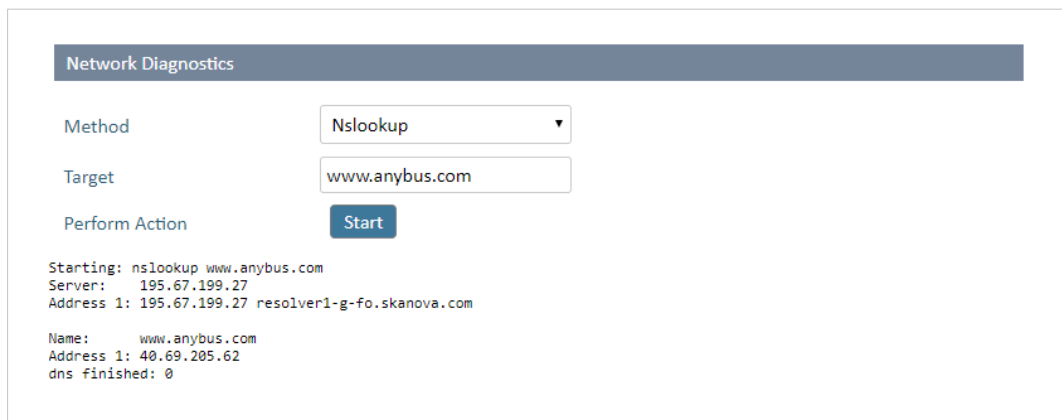 Network Diagnostics
Method Nslookup
Target www.anybus.com
Perform Action Start
Starting: nslookup www.anybus.com
Server:    195.67.199.27
Address 1: 195.67.199.27 resolver1-g-fo.skanova.com
Name:      www.anybus.com
Address 1: 40.69.205.62
dns finished: 0